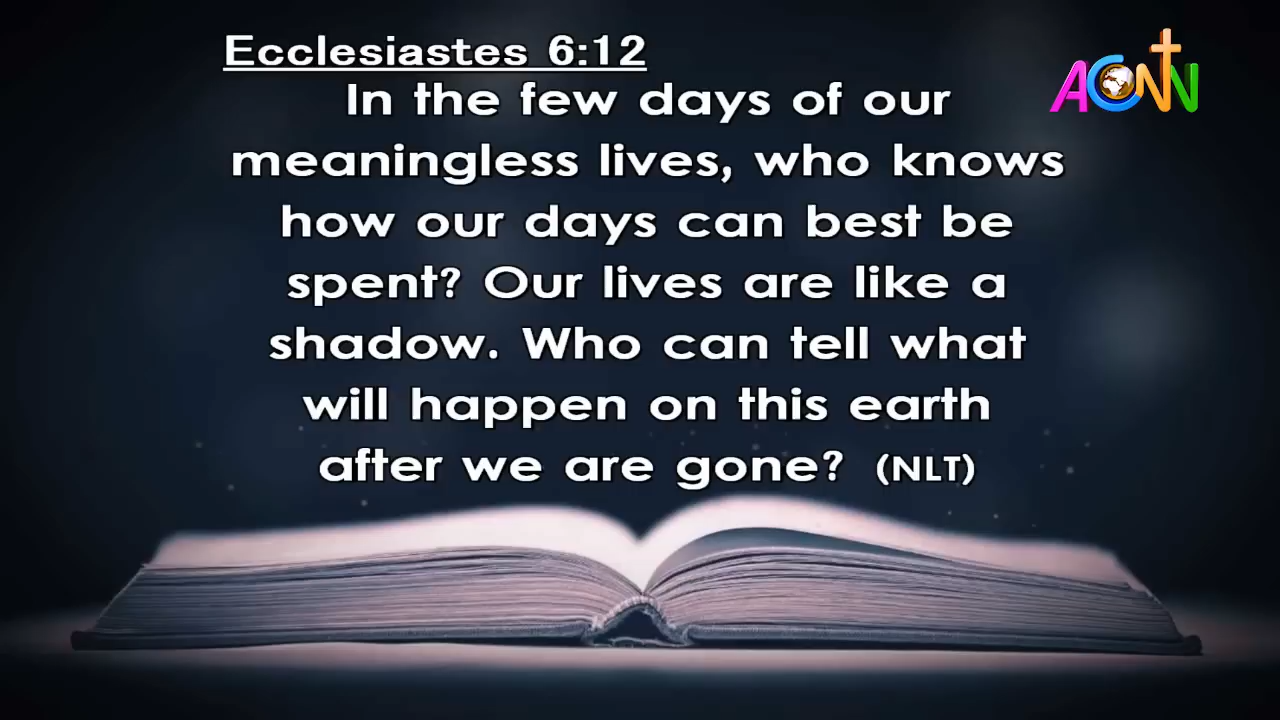 Ecclesiastes 6:12
ACNN
In the few days of our
meaningless lives, who knows
how our days can best be
spent? Our lives are like a
shadow. Who can tell what
will happen on this earth
after we are gone? (NLT)